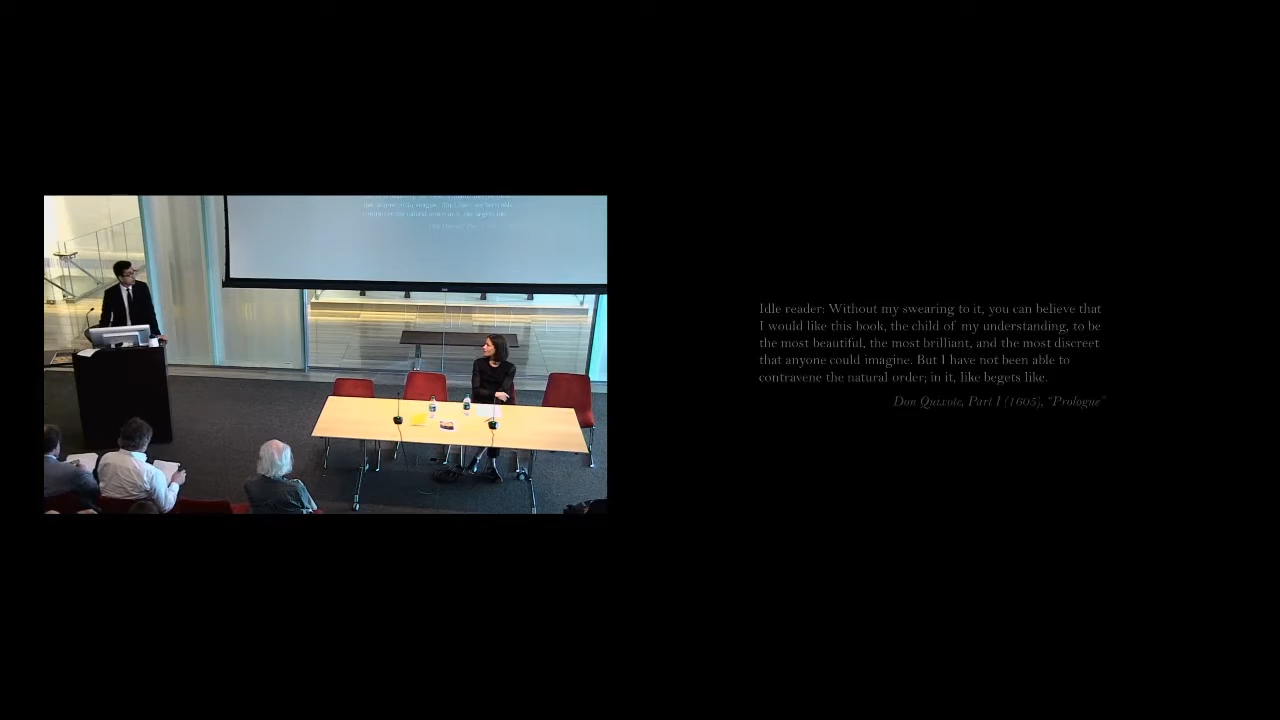 Idle reader: Without my swearing to it, you can believe that
I would like this book, the child of my understanding, to be
the most beautiful, the most brilliant, and the most discreet
that anyone could imagine. But I have not been able to
contravene the natural order; in it, like begets like.
Don Quixote, Part I (1605), "Prologue"